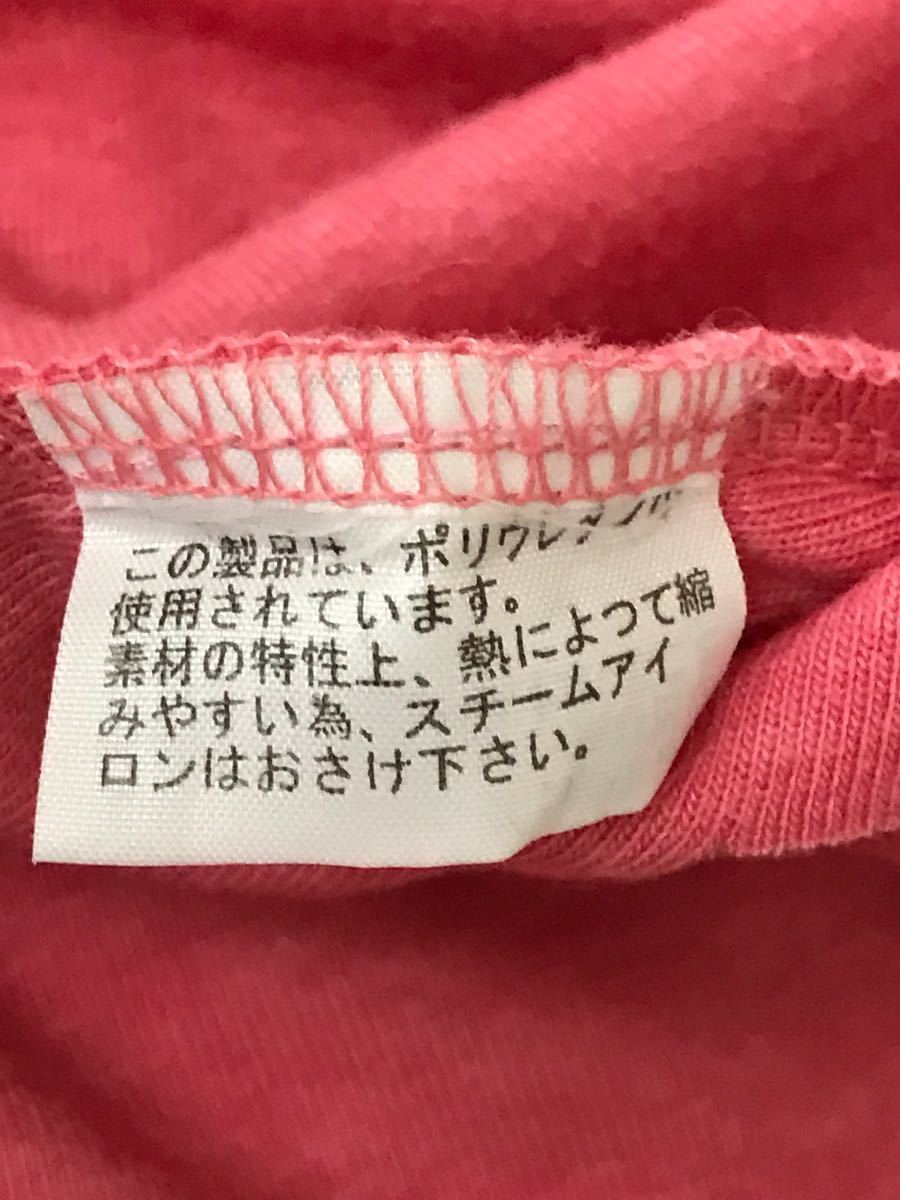 この製品は、ポリウレタンが
使用されています。
素材の特性上、熱によって縮
みやすい為、スチームアイ
ロンはおさけ下さい。